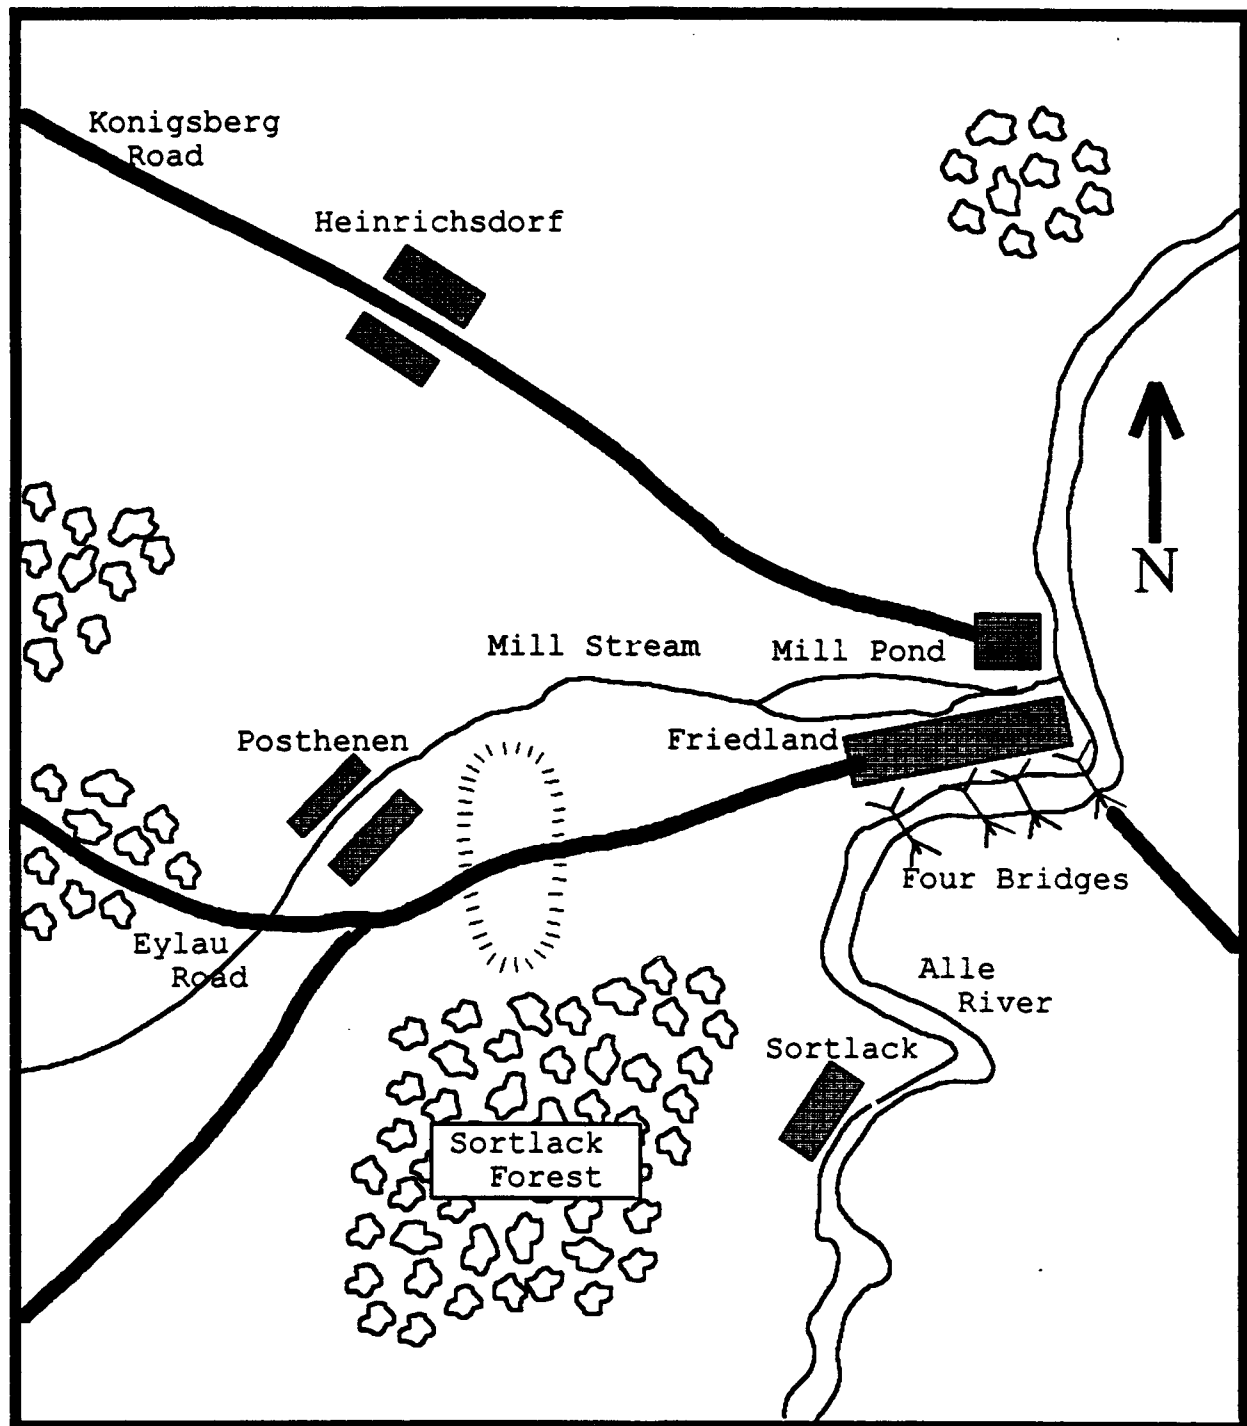 Konigsberg
Road
Heinrichsdorf
N
Mill Stream
Mill Pond
Posthenen
Friedland
Four Bridges
Eylau
Road
Alle
River
Sortlack
Sortlack
Forest